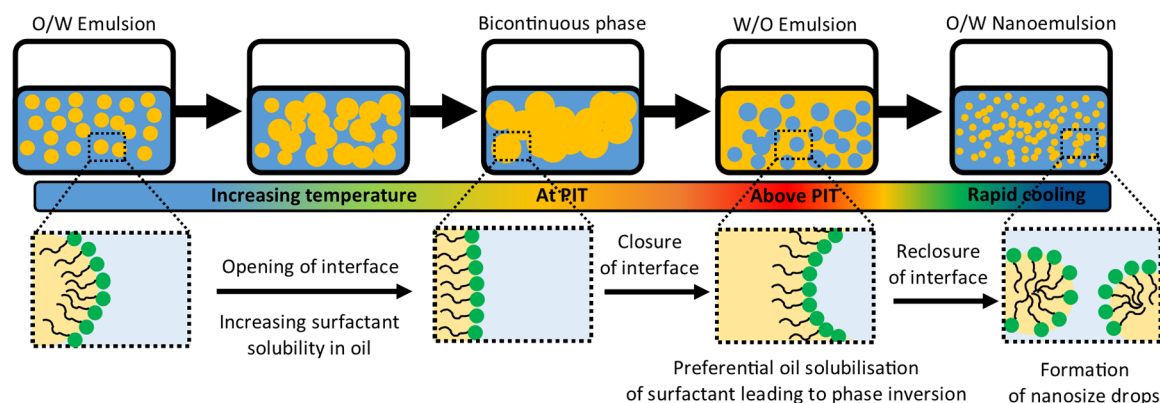 O/W Emulsion
Bicontinuous phase
W/O Emulsion
O/W Nanoemulsion
Increasing temperature
At PIT
Above PIT
Rapid cooling
Opening of interface
Increasing surfactant
solubility in oil
Closure
of interface
Reclosure
of interface
Preferential oil solubilisation
of surfactant leading to phase inversion
Formation
of nanosize drops